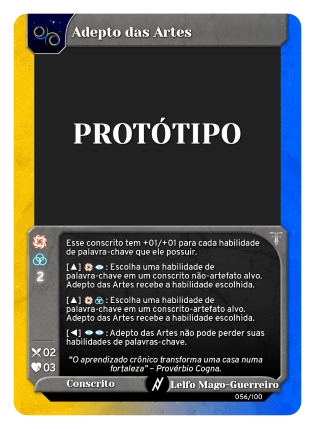 Adepto das Artes
PROTÓTIPO
Esse conscrito tem +01/+01 para cada habilidade
de palavra-chave que ele possuir.
[▲] : Escolha uma habilidade de
palavra-chave em um conscrito não-artefato alvo.
Adepto das Artes recebe a habilidade escolhida.
[▲] : Escolha uma habilidade de
palavra-chave em um conscrito-artefato alvo.
Adepto das Artes recebe a habilidade escolhida.
[◄] : Adepto das Artes não pode perder suas
habilidades de palavras-chave.
2
02
03
"O aprendizado crônico transforma uma casa numa
fortaleza" – Provérbio Cogna.
Conscrito
Lelfo Mago-Guerreiro
056/100